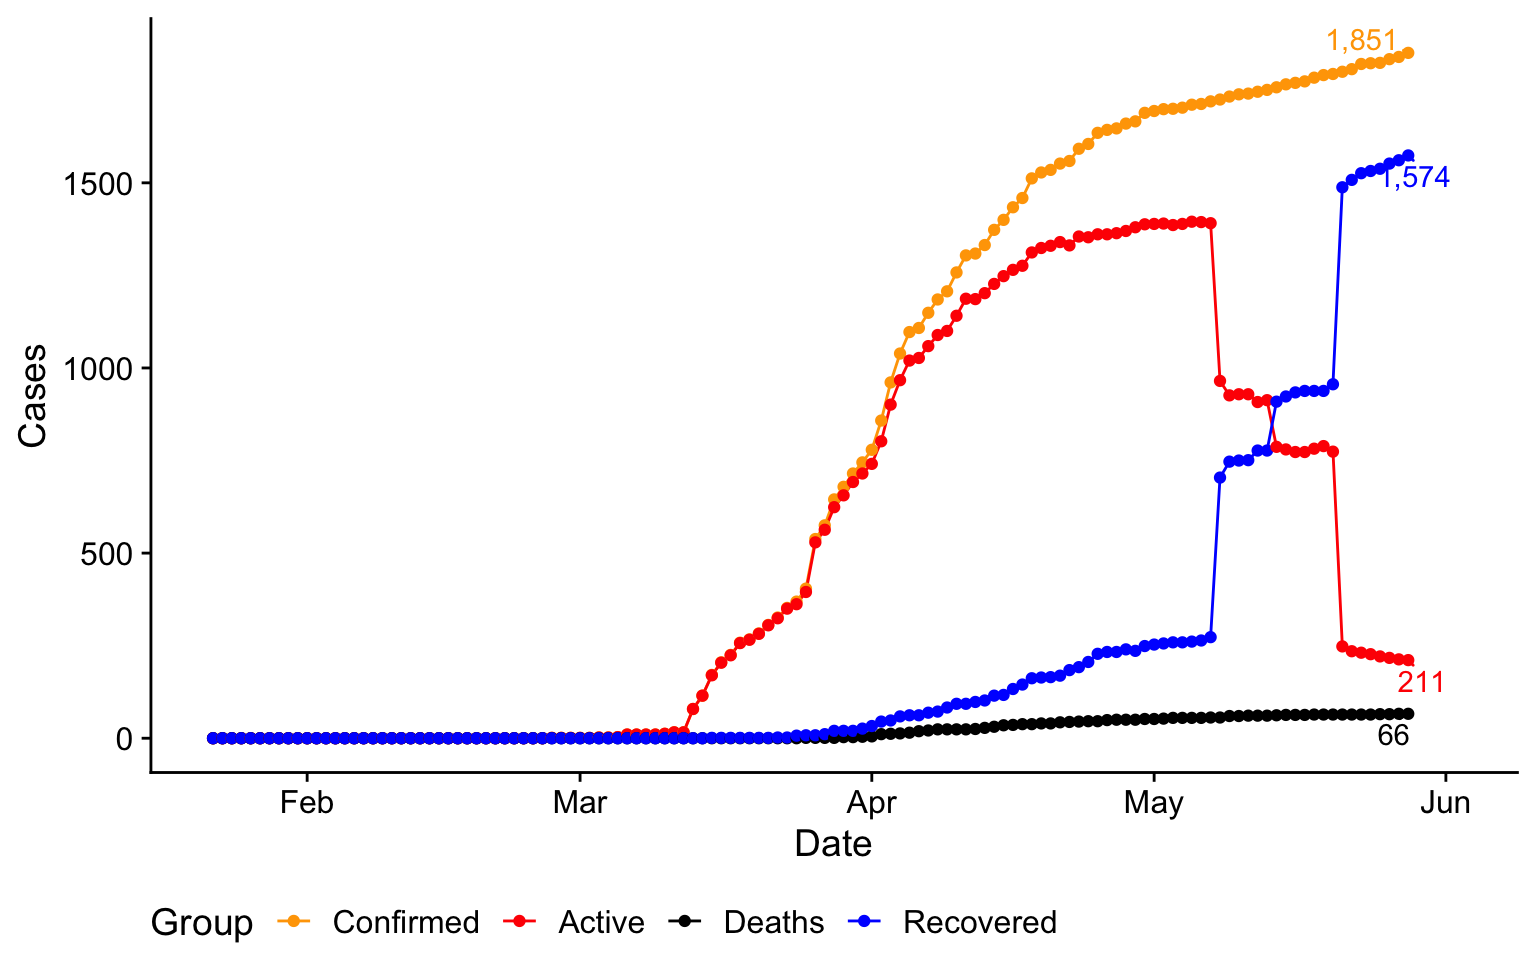 1,851
1500
1,574
1000
Cases
500
211
0
66
Feb Mar Apr May Jun
Date
Group Confirmed Active Deaths Recovered